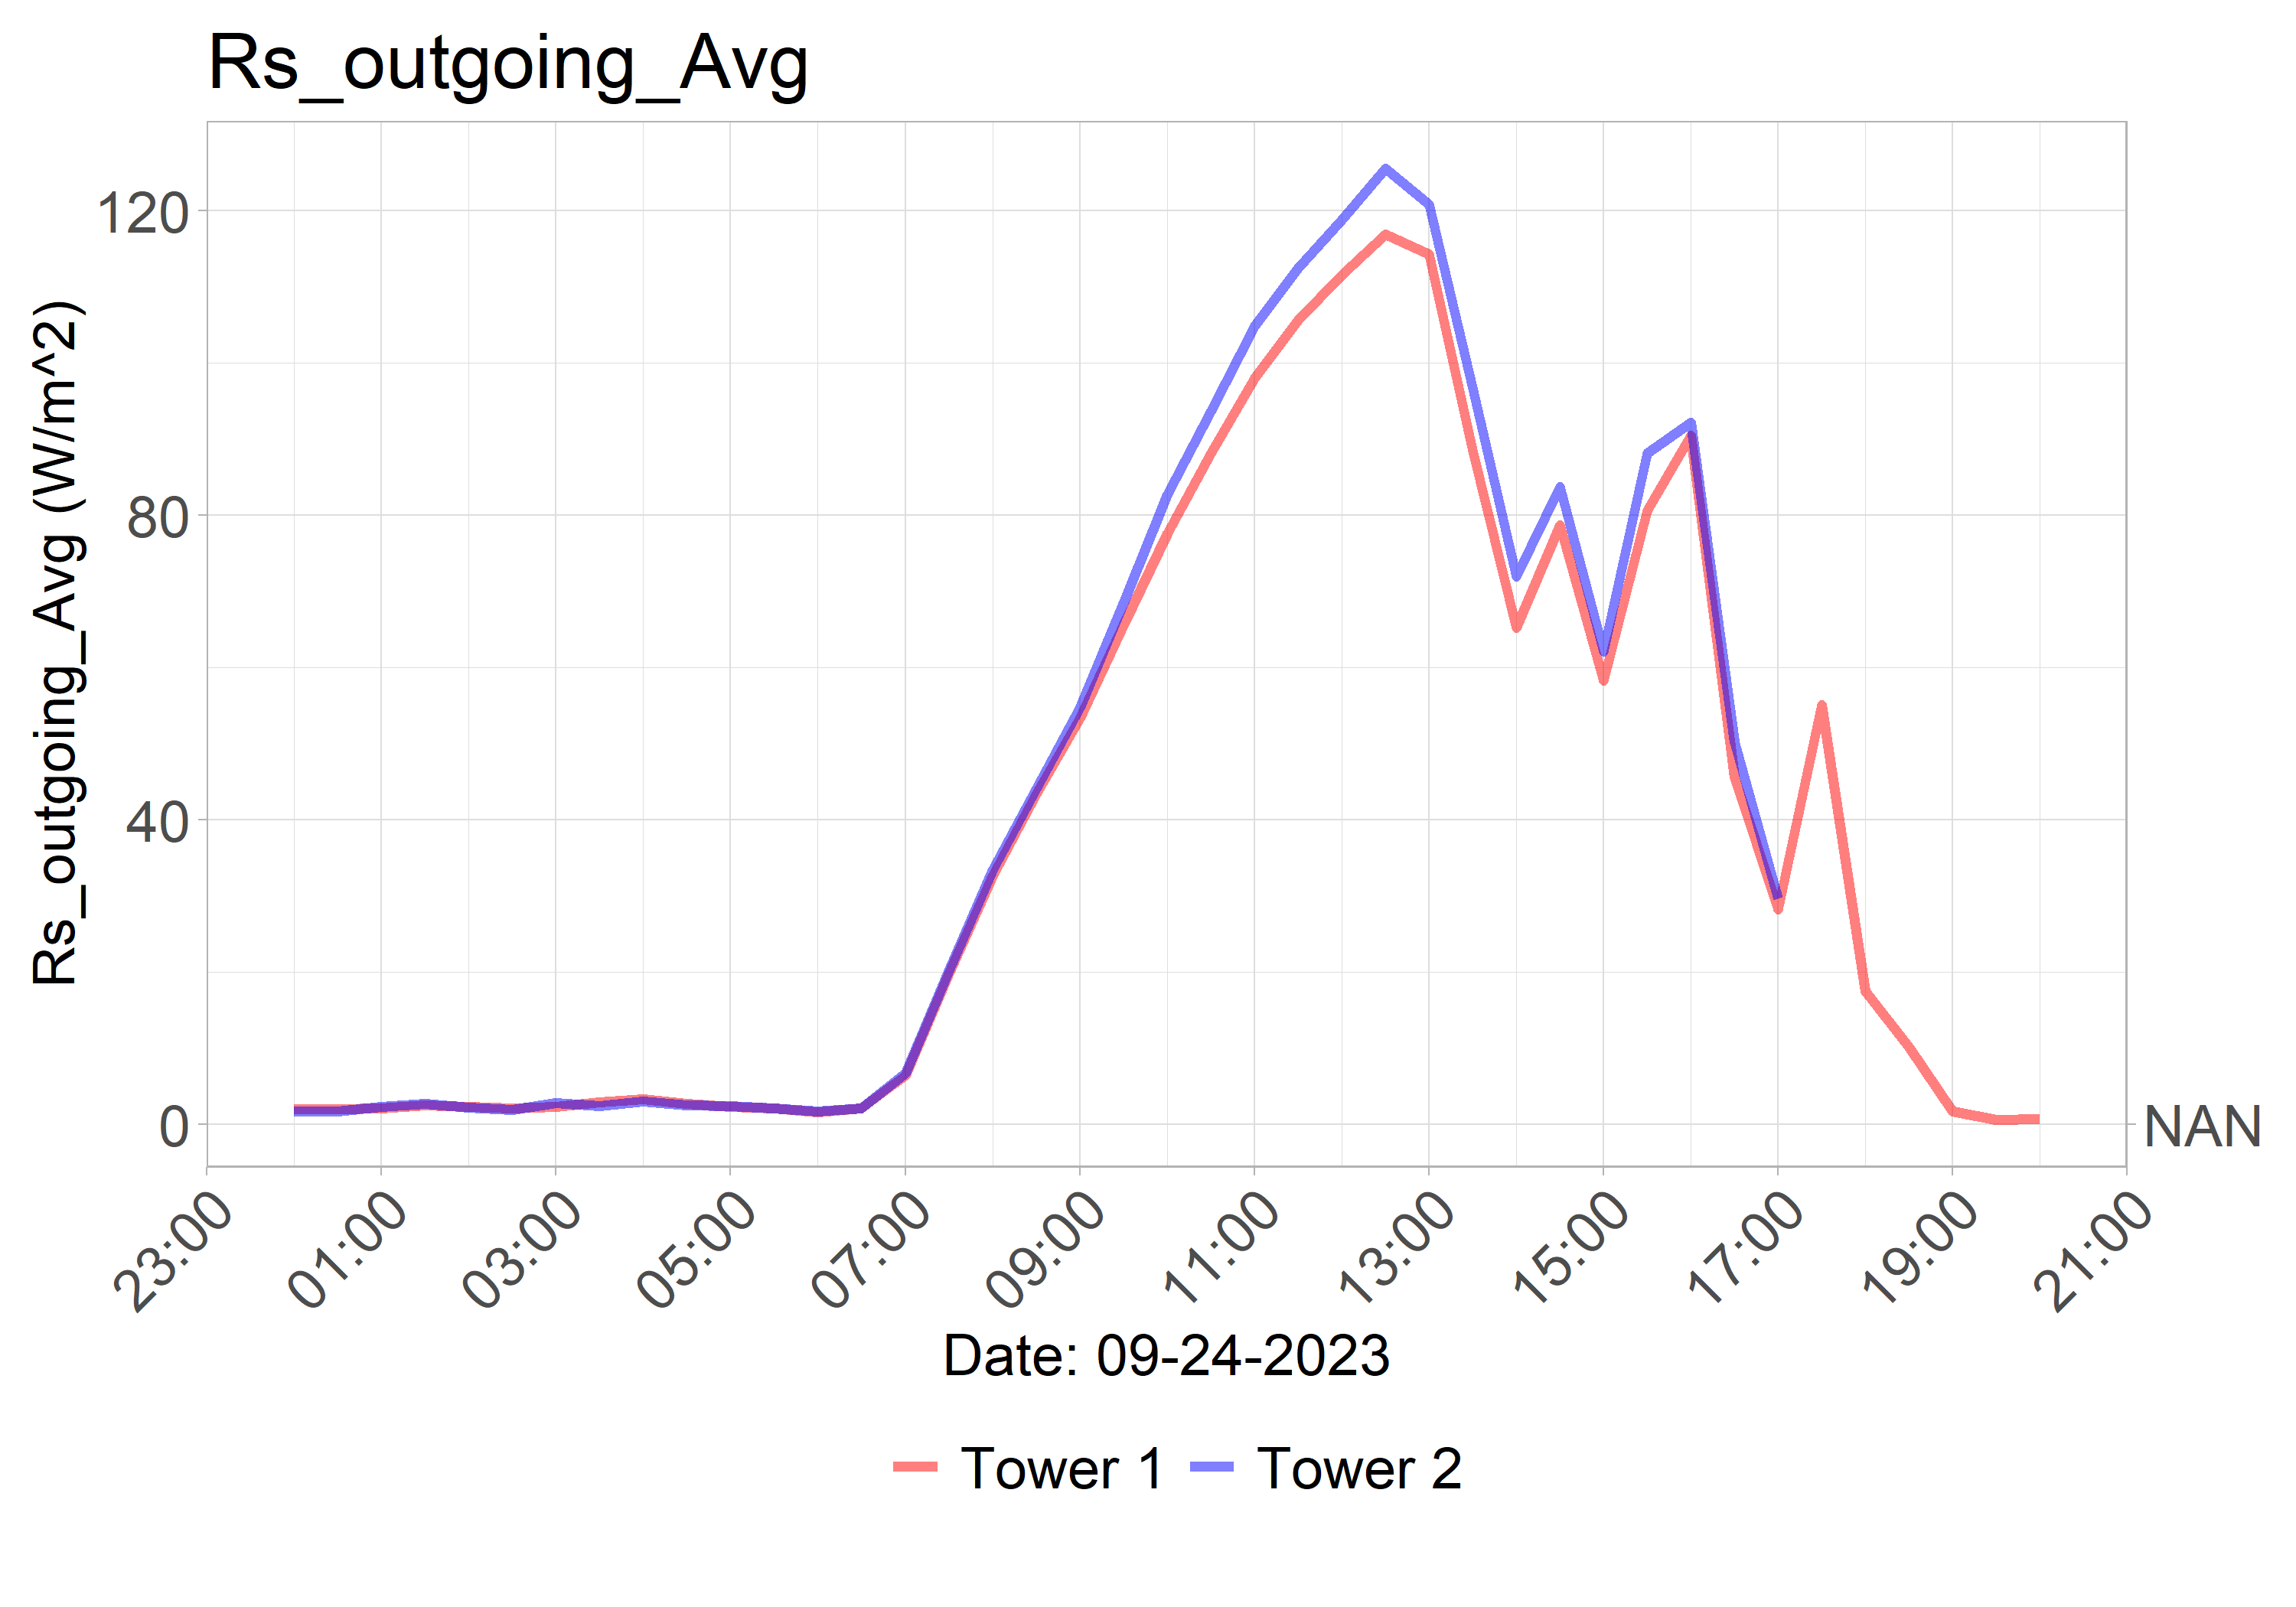 Rs_outgoing_Avg
Rs_outgoing_Avg (W/m^2)
120
80
40
0
NAN
23:00 01:00 03:00 05:00 07:00 09:00 11:00 13:00 15:00 17:00 19:00 21:00
Date: 09-24-2023
Tower 1 Tower 2